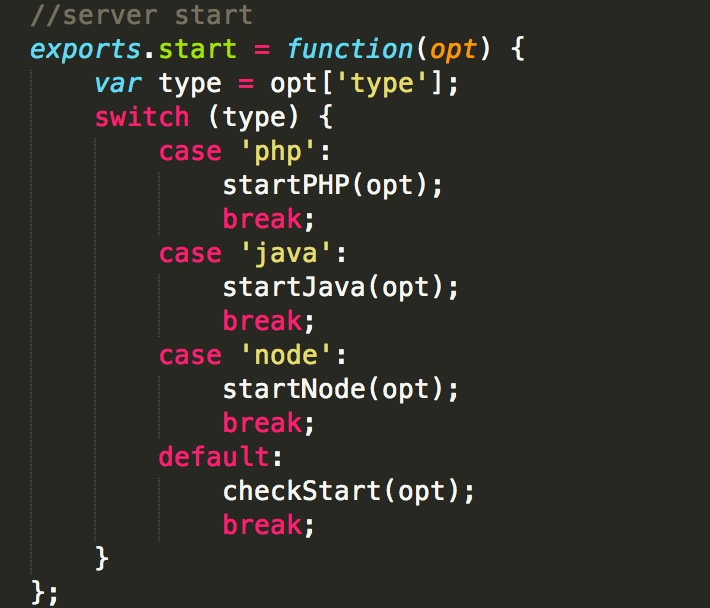 //server start
exports.start = function(opt) {
    var type = opt['type'];
    switch (type) {
        case 'php':
            startPHP(opt);
            break;
        case 'java':
            startJava(opt);
            break;
        case 'node':
            startNode(opt);
            break;
        default:
            checkStart(opt);
            break;
    }
};